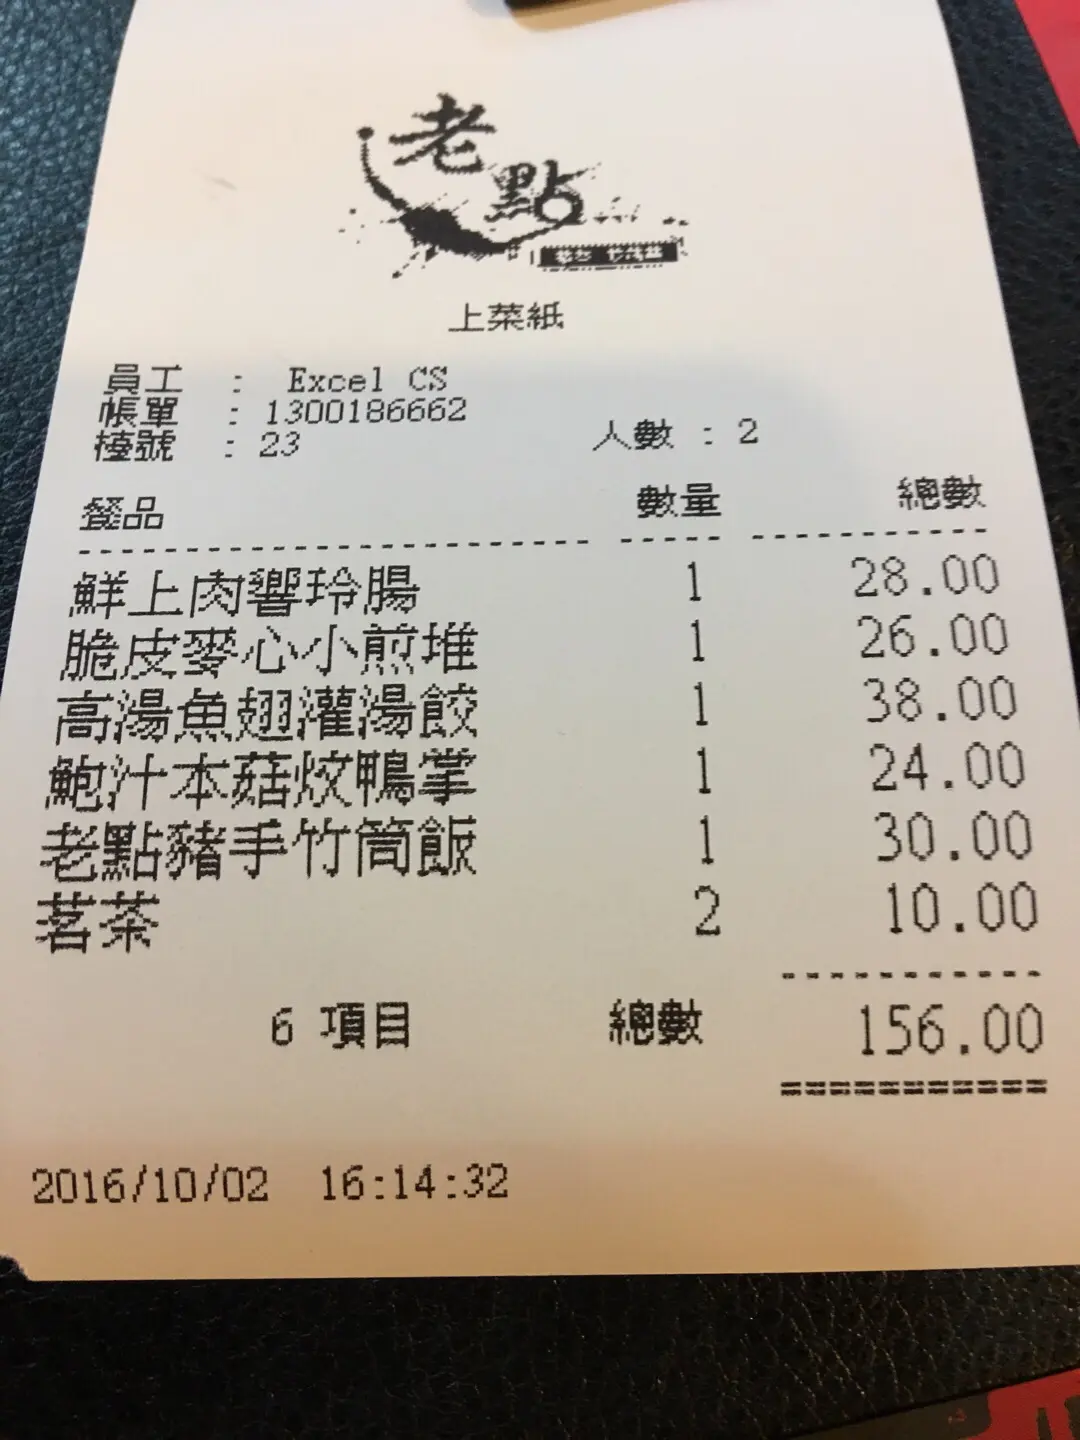 老點
上菜紙
員工 : Excel CS
帳單 : 1300186662
檯號 : 23 人數 : 2
餐品 數量 總數
鮮上肉響玲腸 1 28.00
脆皮麥心小煎堆 1 26.00
高湯魚翅灌湯餃 1 38.00
鮑汁本菇炆鴨掌 1 24.00
老點豬手竹筒飯 1 30.00
茗茶 2 10.00
6 項目 總數 156.00
2016/10/02 16:14:32